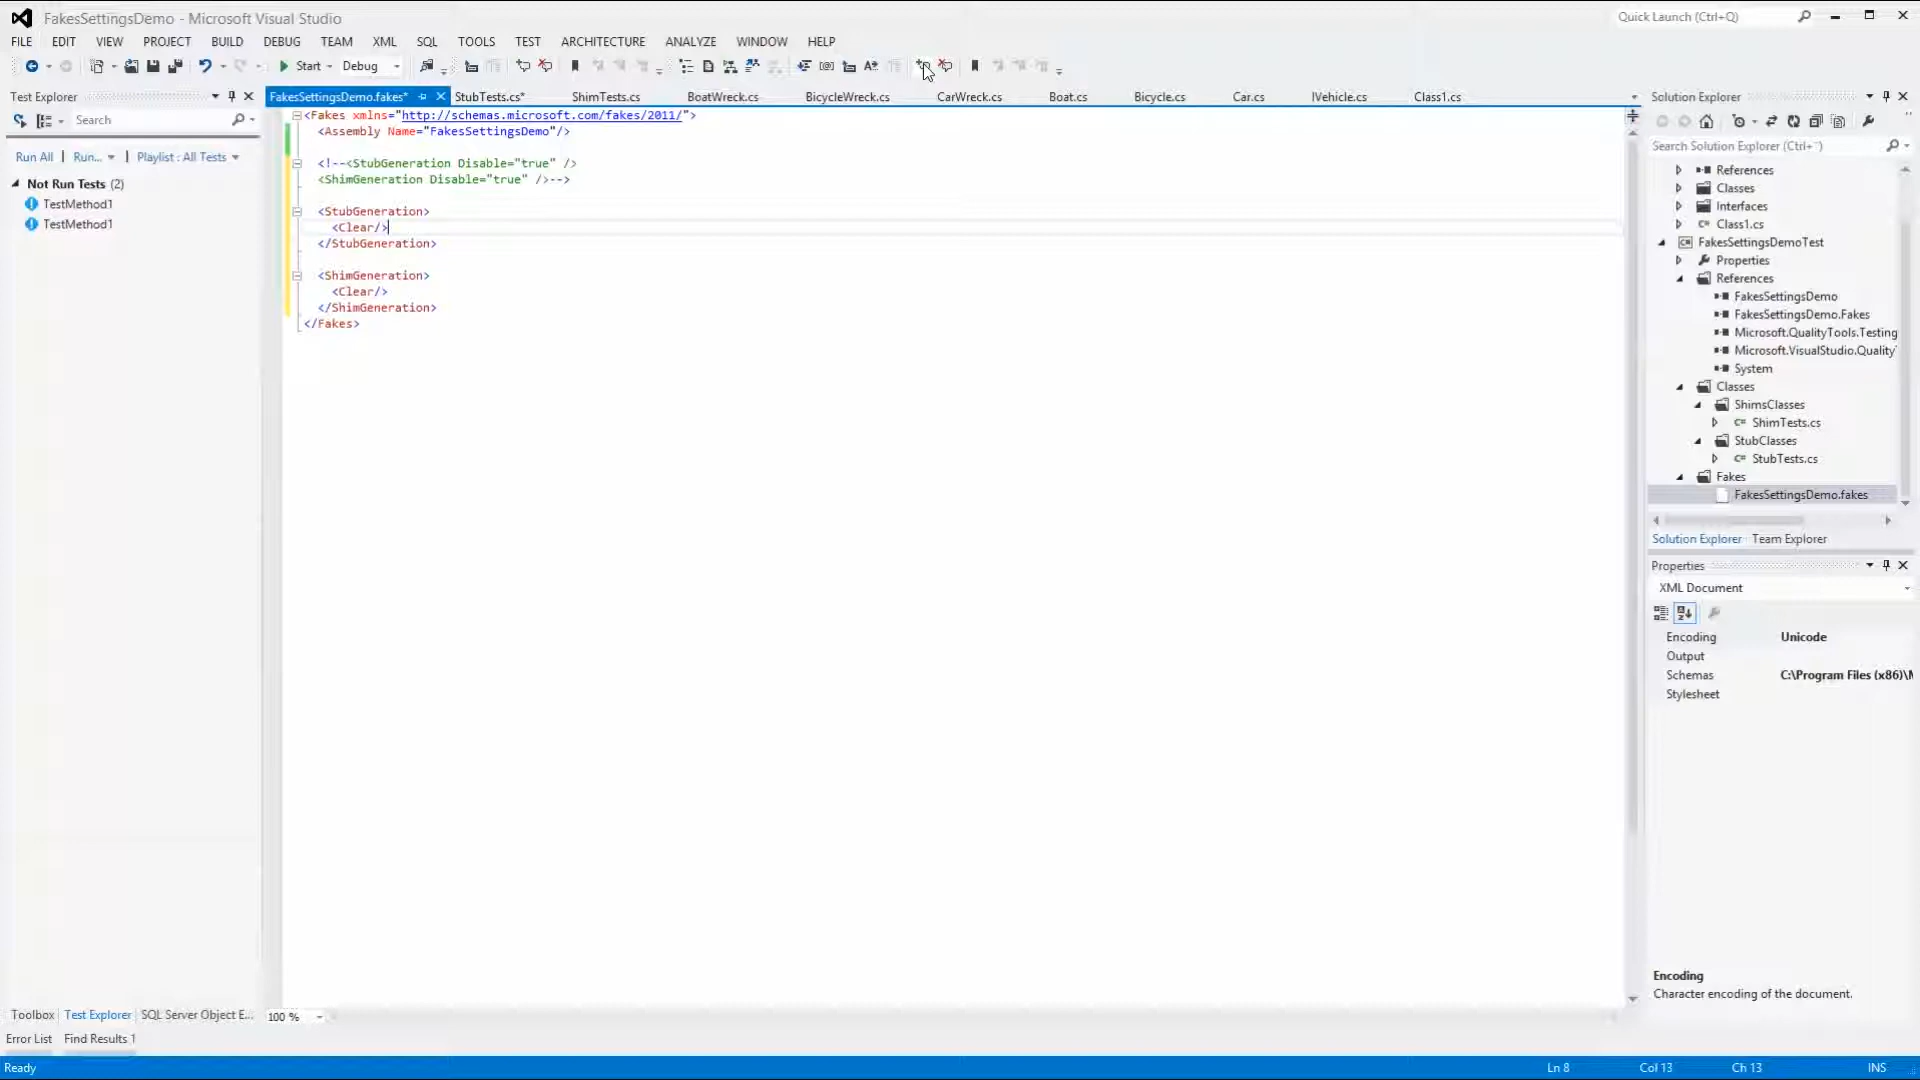 FakesSettingsDemo - Microsoft Visual Studio
Quick Launch (Ctrl+Q)
FILE EDIT VIEW PROJECT BUILD DEBUG TEAM XML SQL TOOLS TEST ARCHITECTURE ANALYZE WINDOW HELP
Start Debug
Test Explorer
FakesSettingsDemo.fakes* StubTests.cs* ShimTests.cs BoatWreck.cs BicycleWreck.cs CarWreck.cs Boat.cs Bicycle.cs Car.cs IVehicle.cs Class1.cs
Solution Explorer
Search
Search Solution Explorer (Ctrl+
Run All | Run... | Playlist : All Tests
Not Run Tests (2)
TestMethod1
TestMethod1
<Fakes xmlns="http://schemas.microsoft.com/fakes/2011/">
<Assembly Name="FakesSettingsDemo"/>
<!--<StubGeneration Disable="true" />
<ShimGeneration Disable="true" />-->
<StubGeneration>
<Clear/>
</StubGeneration>
<ShimGeneration>
<Clear/>
</ShimGeneration>
</Fakes>
References
Classes
Interfaces
C# Class1.cs
FakesSettingsDemoTest
Properties
References
FakesSettingsDemo
FakesSettingsDemo.Fakes
Microsoft.QualityTools.Testing
Microsoft.VisualStudio.Quality
System
Classes
ShimsClasses
C# ShimTests.cs
StubClasses
C# StubTests.cs
Fakes
FakesSettingsDemo.fakes
Solution Explorer Team Explorer
Properties
XML Document
Encoding Unicode
Output
Schemas C:\Program Files (x86)\M
Stylesheet
Encoding
Character encoding of the document.
Toolbox Test Explorer SQL Server Object E...
100 %
Error List Find Results 1
Ready
Ln 8 Col 13 Ch 13 INS